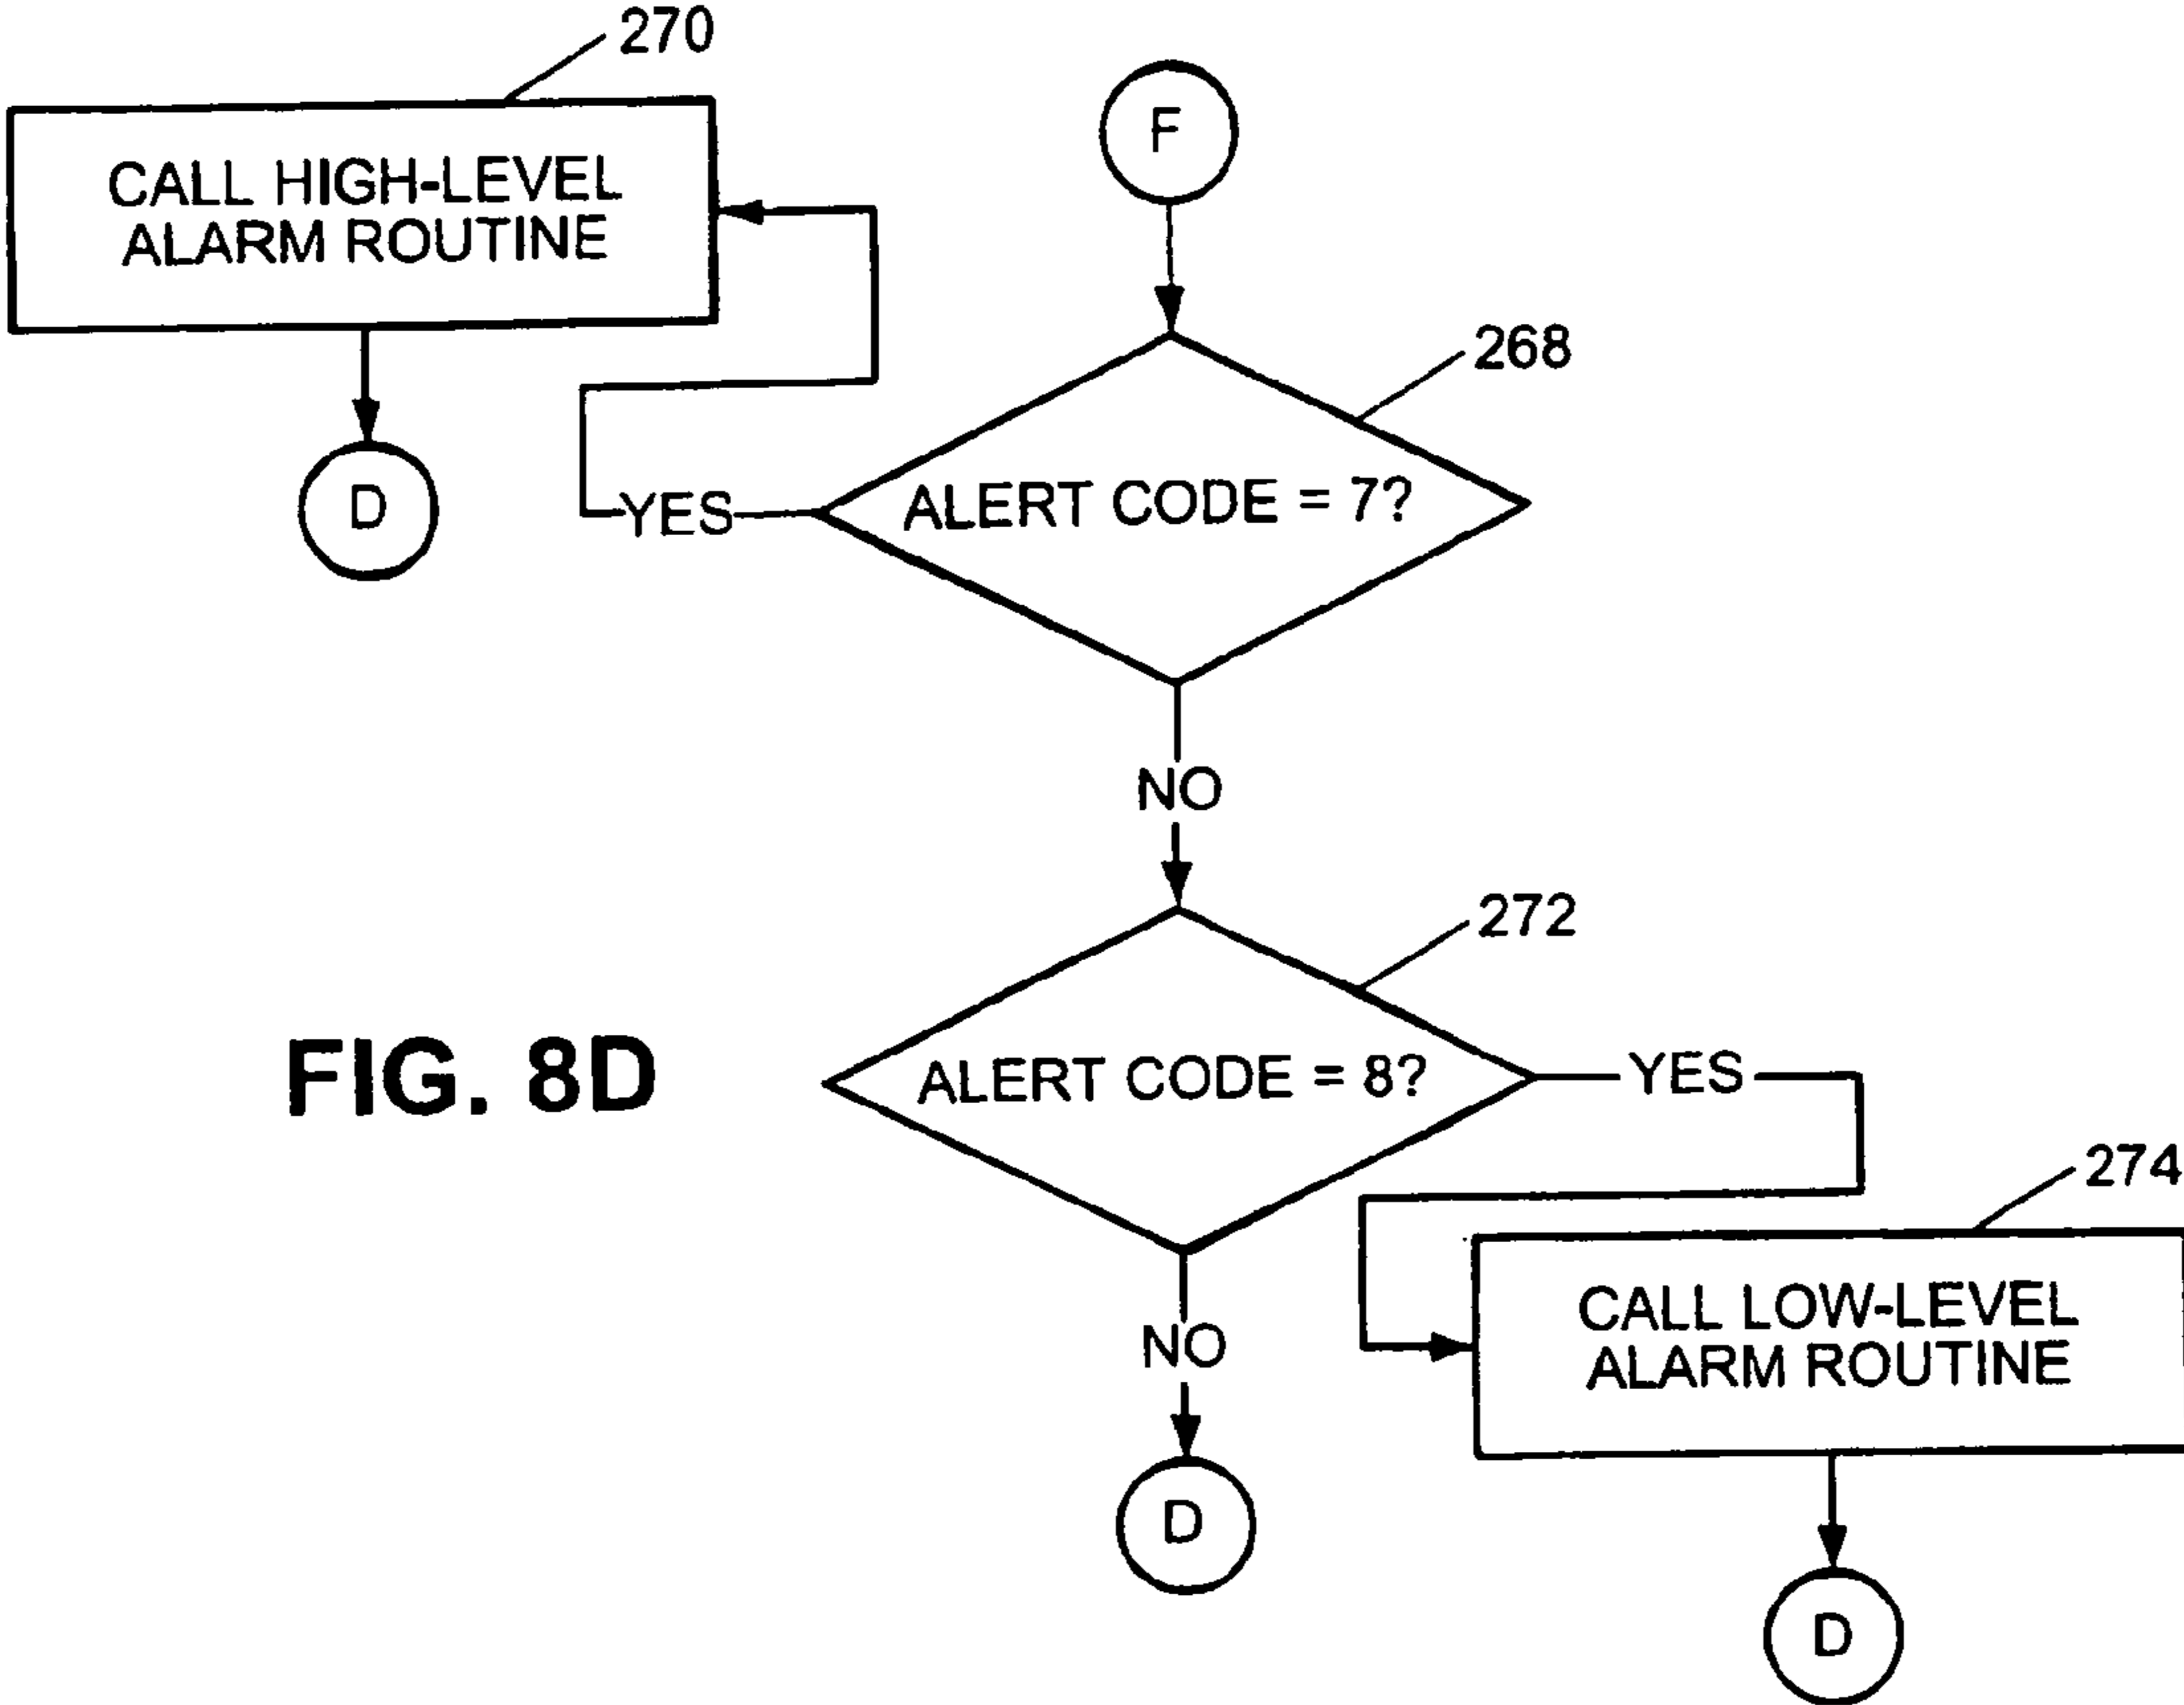 270
CALL HIGH-LEVEL
ALARM ROUTINE
D
F
268
ALERT CODE = 7?
YES
NO
272
ALERT CODE = 8?
YES
NO
D
274
CALL LOW-LEVEL
ALARM ROUTINE
D
FIG. 8D